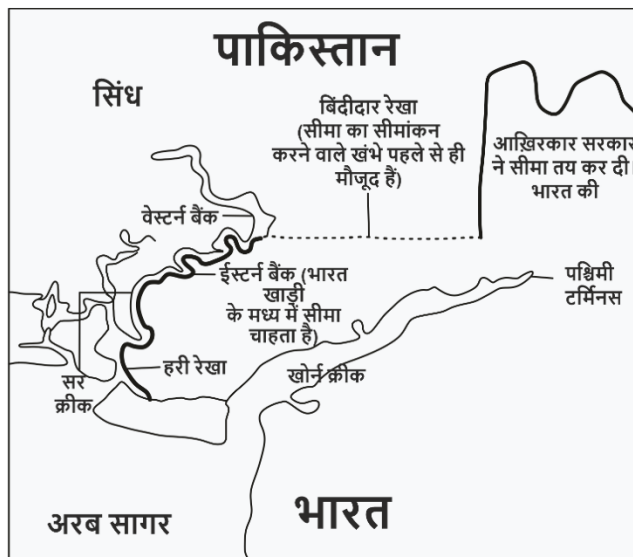 पाकिस्तान
सिंध
बिंदीदार रेखा
(सीमा का सीमांकन
करने वाले खंभे पहले से ही
मौजूद हैं)
आख़िरकार सरकार
ने सीमा तय कर दी।
भारत की
वेस्टर्न बैंक
ईस्टर्न बैंक (भारत
खाड़ी
के मध्य में सीमा
चाहता है)
पश्चिमी
टर्मिनस
हरी रेखा
खोर्न क्रीक
सर
क्रीक
अरब सागर
भारत